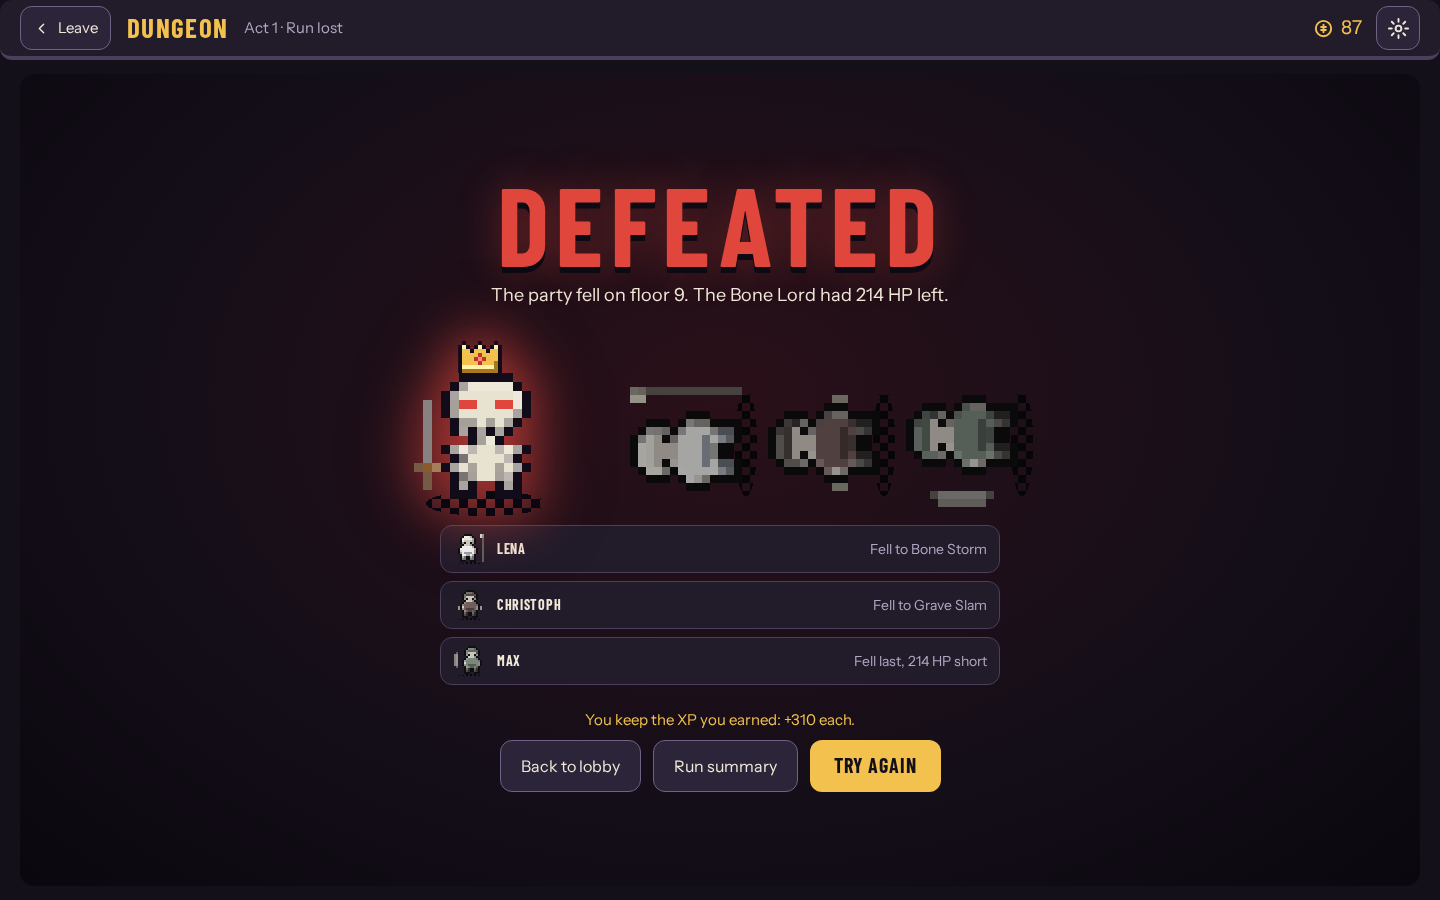 Leave
DUNGEON
Act 1 · Run lost
87
DEFEATED
The party fell on floor 9. The Bone Lord had 214 HP left.
LENA
Fell to Bone Storm
CHRISTOPH
Fell to Grave Slam
MAX
Fell last, 214 HP short
You keep the XP you earned: +310 each.
Back to lobby
Run summary
TRY AGAIN